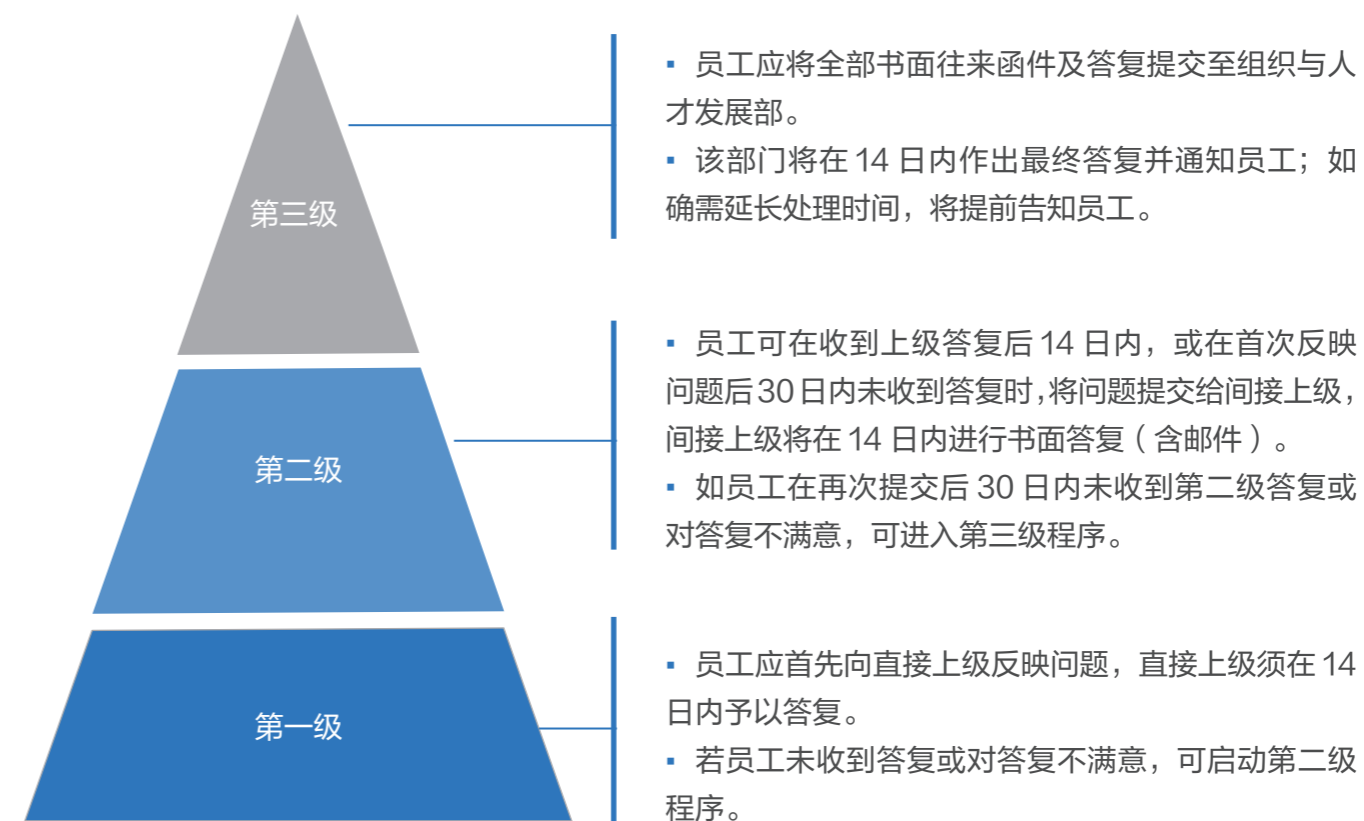 ▪ 员工应将全部书面往来函件及答复提交至组织与人
才发展部。
▪ 该部门将在 14 日内作出最终答复并通知员工；如
确需延长处理时间，将提前告知员工。
第三级
▪ 员工可在收到上级答复后 14 日内，或在首次反映
问题后 30 日内未收到答复时，将问题提交给间接上级，
间接上级将在 14 日内进行书面答复（含邮件）。
▪ 如员工在再次提交后 30 日内未收到第二级答复或
对答复不满意，可进入第三级程序。
第二级
▪ 员工应首先向直接上级反映问题，直接上级须在 14
日内予以答复。
▪ 若员工未收到答复或对答复不满意，可启动第二级
程序。
第一级